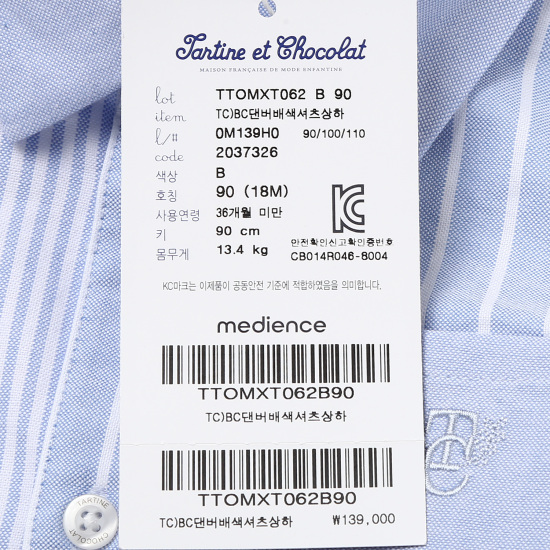 Tartine et Chocolat
MAISON FRANÇAISE DE MODE ENFANTINE
lot TTOMXT062 B 90
item TC)BC댄버배색셔츠상하
f/# 0M139H0 90/100/110
code 2037326
색상 B
호칭 90 (18M)
사용연령 36개월 미만
키 90 cm
몸무게 13.4 kg
안전확인신고확인증번호
CB014R046-8004
KC마크는 이제품이 공통안전 기준에 적합하였음을 의미합니다.
medience
TTOMXT062B90
TC)BC댄버배색셔츠상하
TTOMXT062B90
TC)BC댄버배색셔츠상하 ₩139,000
TC
TARTINE
CHOCOLAT